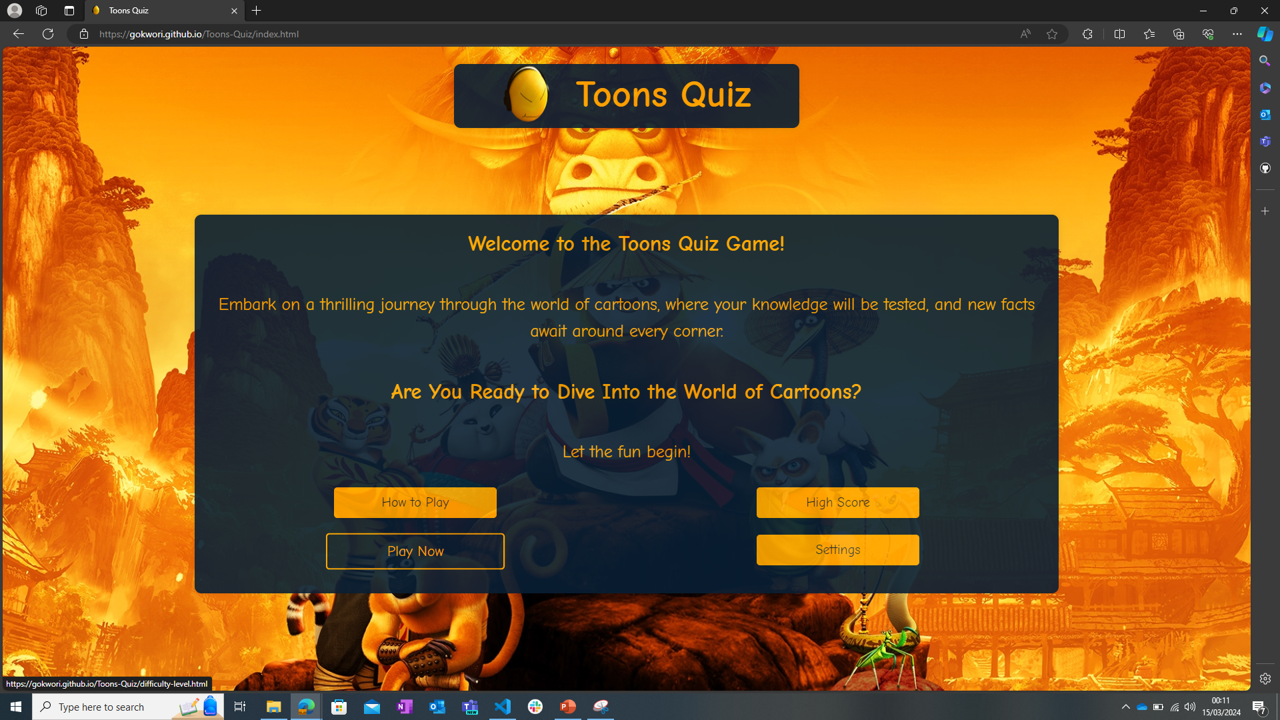 Toons Quiz
https://gokwori.github.io/Toons-Quiz/index.html
Toons Quiz
Welcome to the Toons Quiz Game!
Embark on a thrilling journey through the world of cartoons, where your knowledge will be tested, and new facts
await around every corner.
Are You Ready to Dive Into the World of Cartoons?
Let the fun begin!
How to Play
High Score
Play Now
Settings
https://gokwori.github.io/Toons-Quiz/difficulty-level.html
Type here to search
00:11
15/03/2024